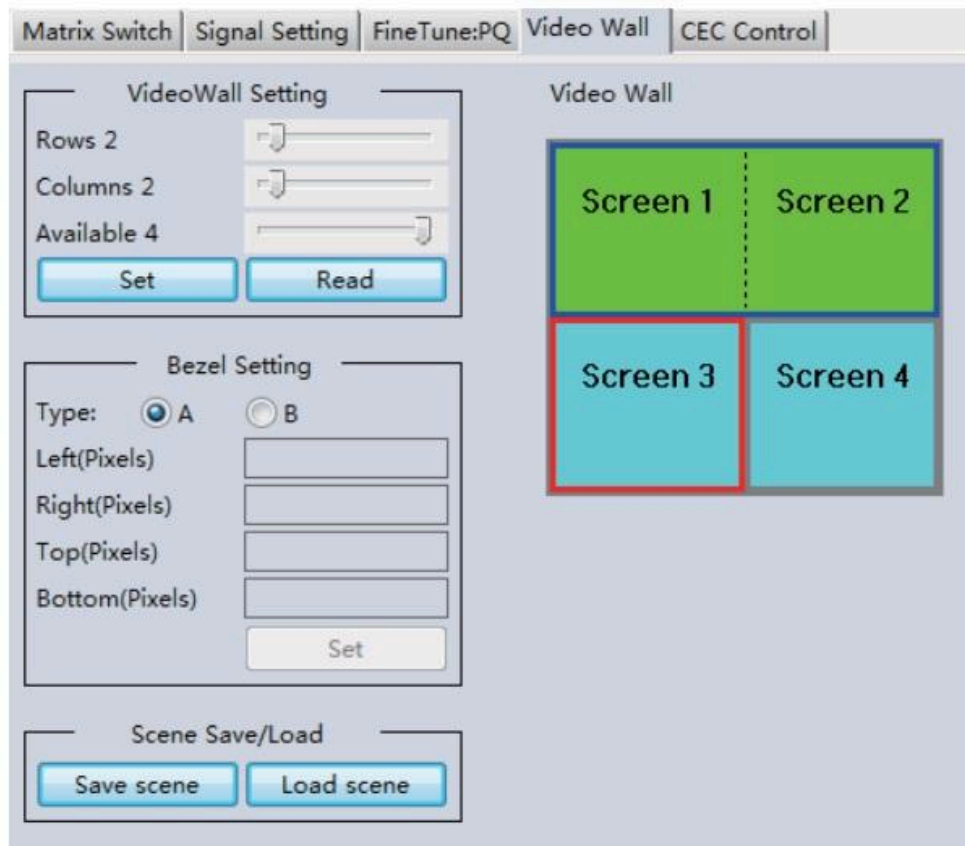 Matrix Switch Signal Setting FineTune:PQ Video Wall CEC Control
VideoWall Setting
Rows 2
Columns 2
Available 4
Set Read
Bezel Setting
Type: A B
Left(Pixels)
Right(Pixels)
Top(Pixels)
Bottom(Pixels)
Set
Scene Save/Load
Save scene Load scene
Video Wall
Screen 1 Screen 2
Screen 3 Screen 4